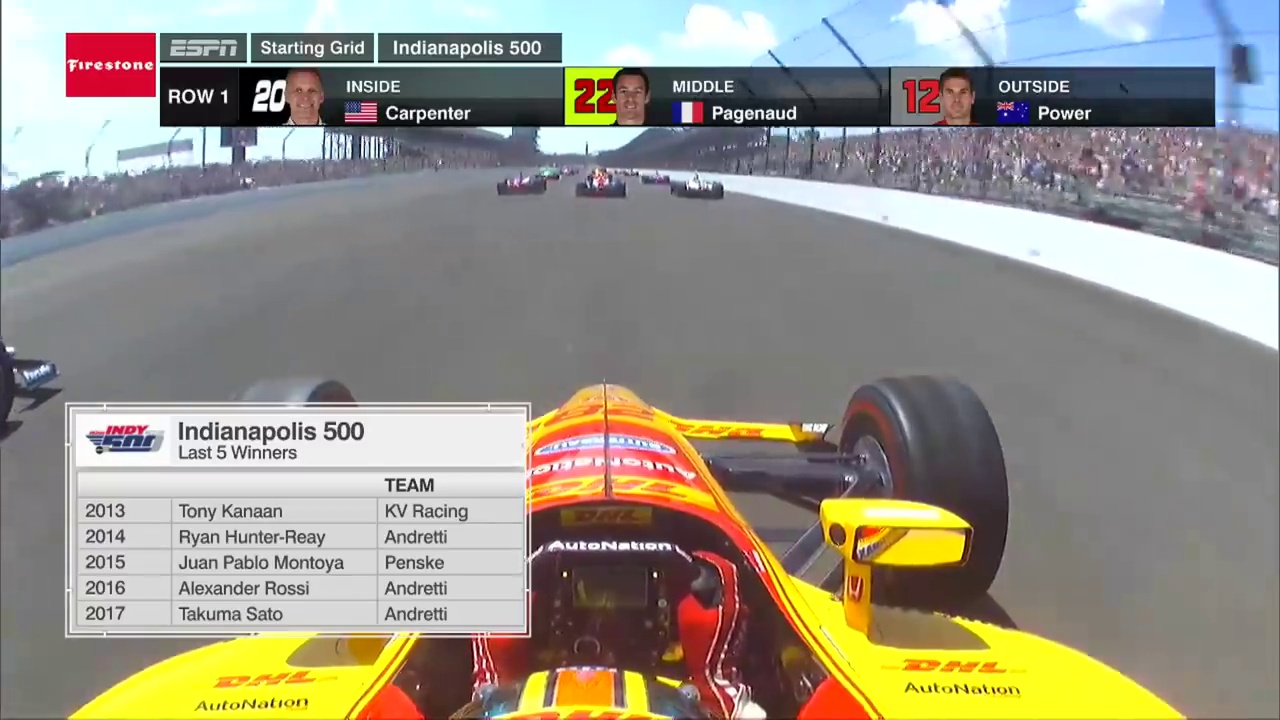 Firestone
ESPN Starting Grid Indianapolis 500
ROW 1 20 INSIDE Carpenter 22 MIDDLE Pagenaud 12 OUTSIDE Power
INDY 500
Indianapolis 500
Last 5 Winners
TEAM
2013 Tony Kanaan KV Racing
2014 Ryan Hunter-Reay Andretti
2015 Juan Pablo Montoya Penske
2016 Alexander Rossi Andretti
2017 Takuma Sato Andretti
AutoNation
DHL
DHL
AutoNation
DHL
AutoNation
DHL
AutoNation